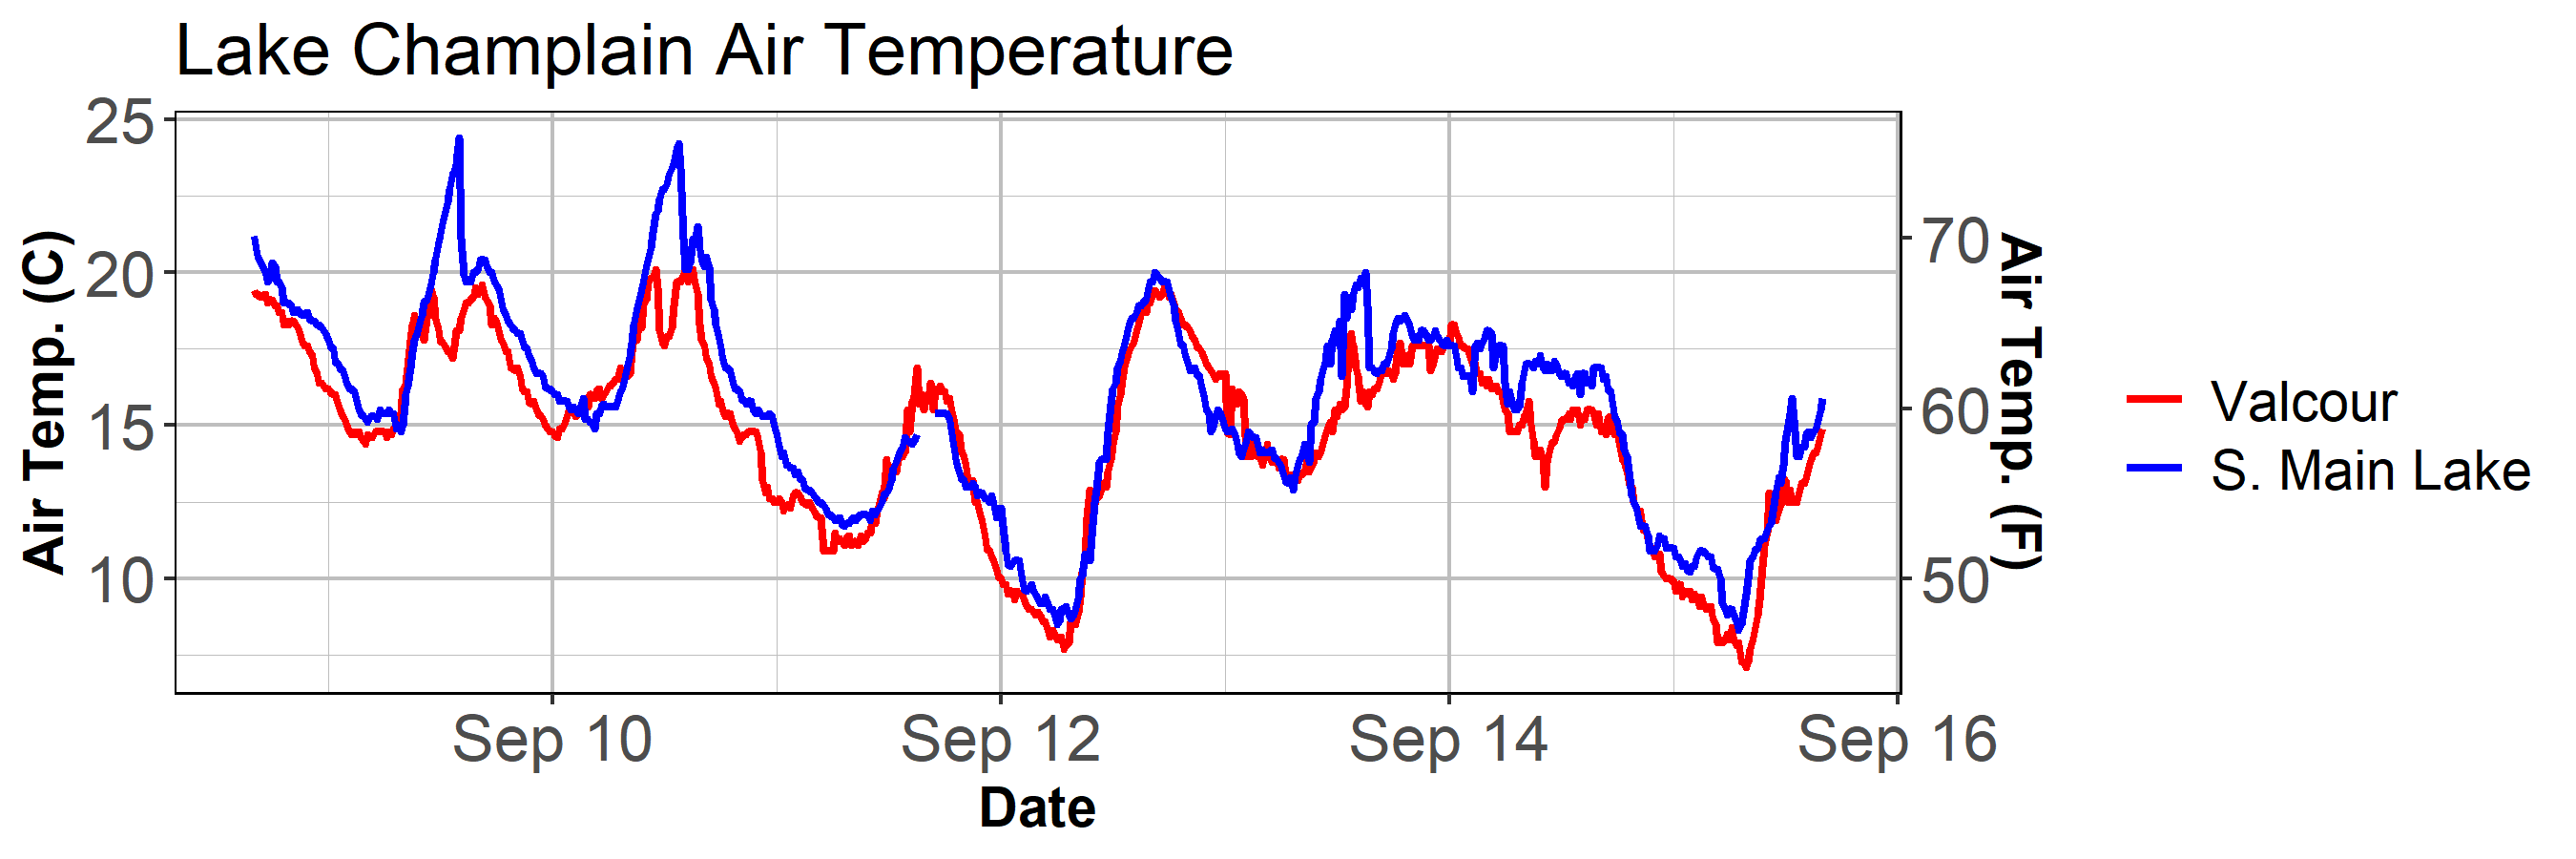 Lake Champlain Air Temperature
25
20
15
10
Air Temp. (C)
70
60
50
Air Temp. (F)
Sep 10
Sep 12
Sep 14
Sep 16
Date
Valcour
S. Main Lake